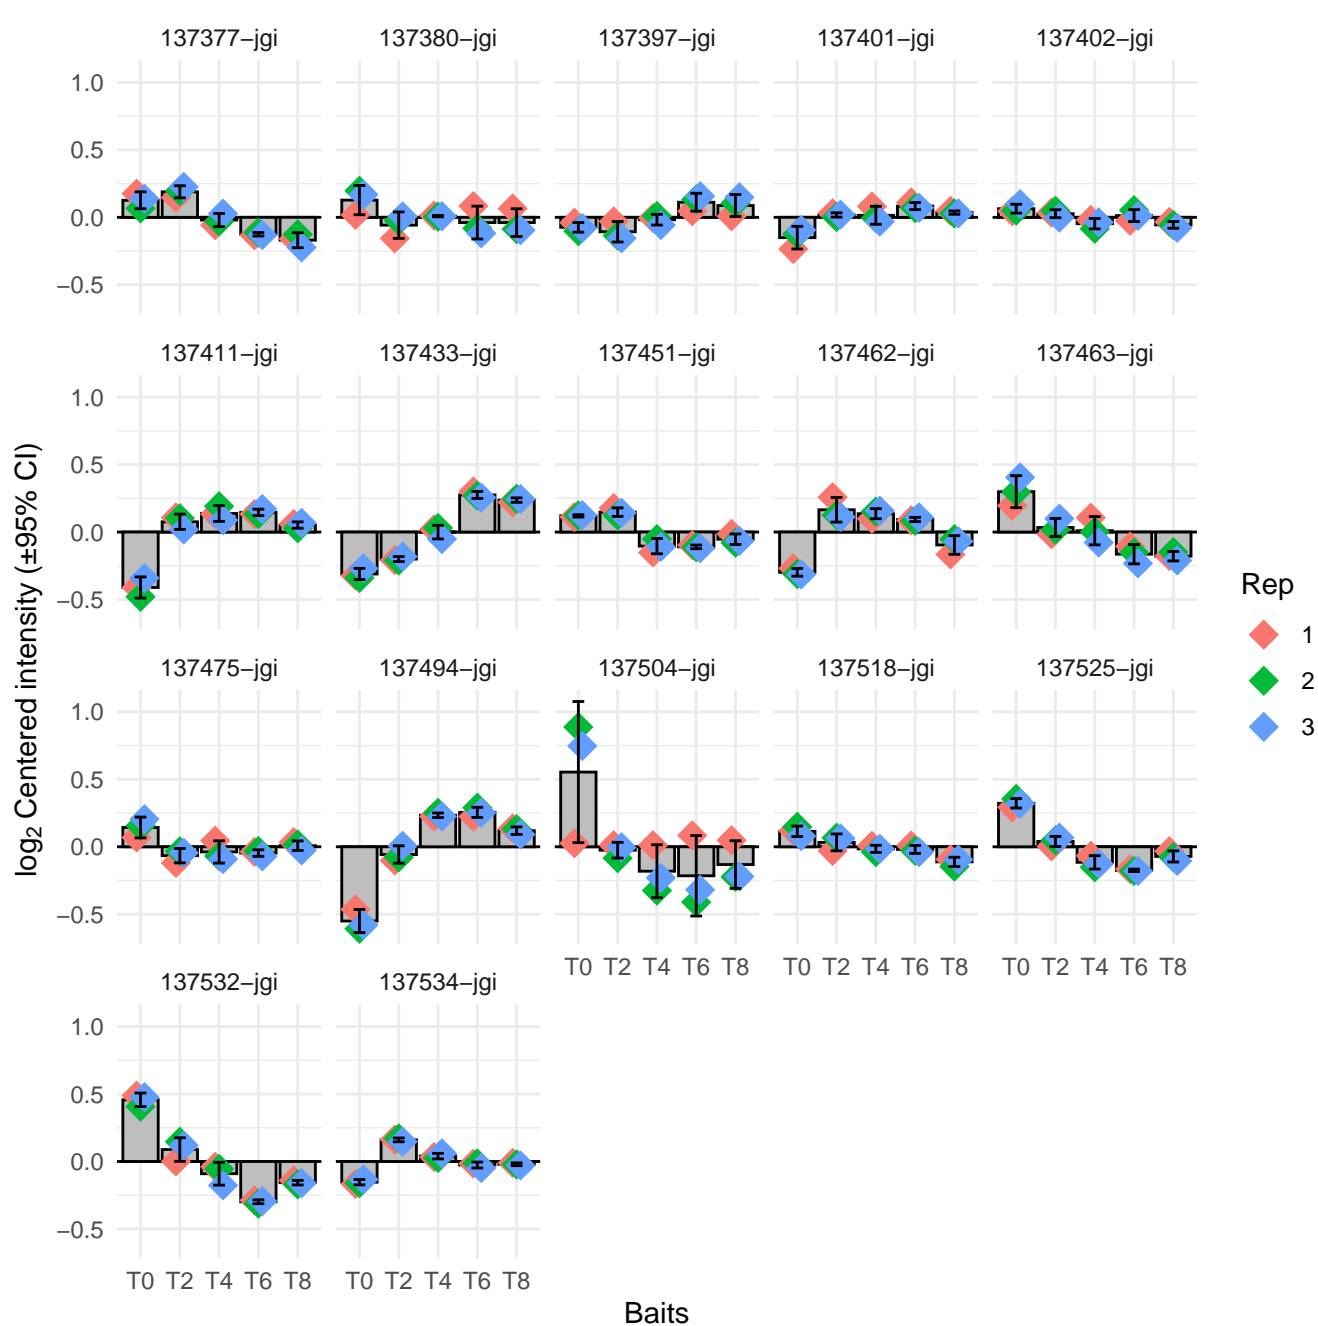 137377–jgi 137380–jgi 137397–jgi 137401–jgi 137402–jgi
1.0
0.5
0.0
−0.5
137411–jgi 137433–jgi 137451–jgi 137462–jgi 137463–jgi
1.0
0.5
0.0
−0.5
137475–jgi 137494–jgi 137504–jgi 137518–jgi 137525–jgi
1.0
0.5
0.0
−0.5
T0 T2 T4 T6 T8 T0 T2 T4 T6 T8 T0 T2 T4 T6 T8
137532–jgi 137534–jgi
1.0
0.5
0.0
−0.5
T0 T2 T4 T6 T8 T0 T2 T4 T6 T8
Baits
log₂ Centered intensity (±95% CI)
Rep
1
2
3